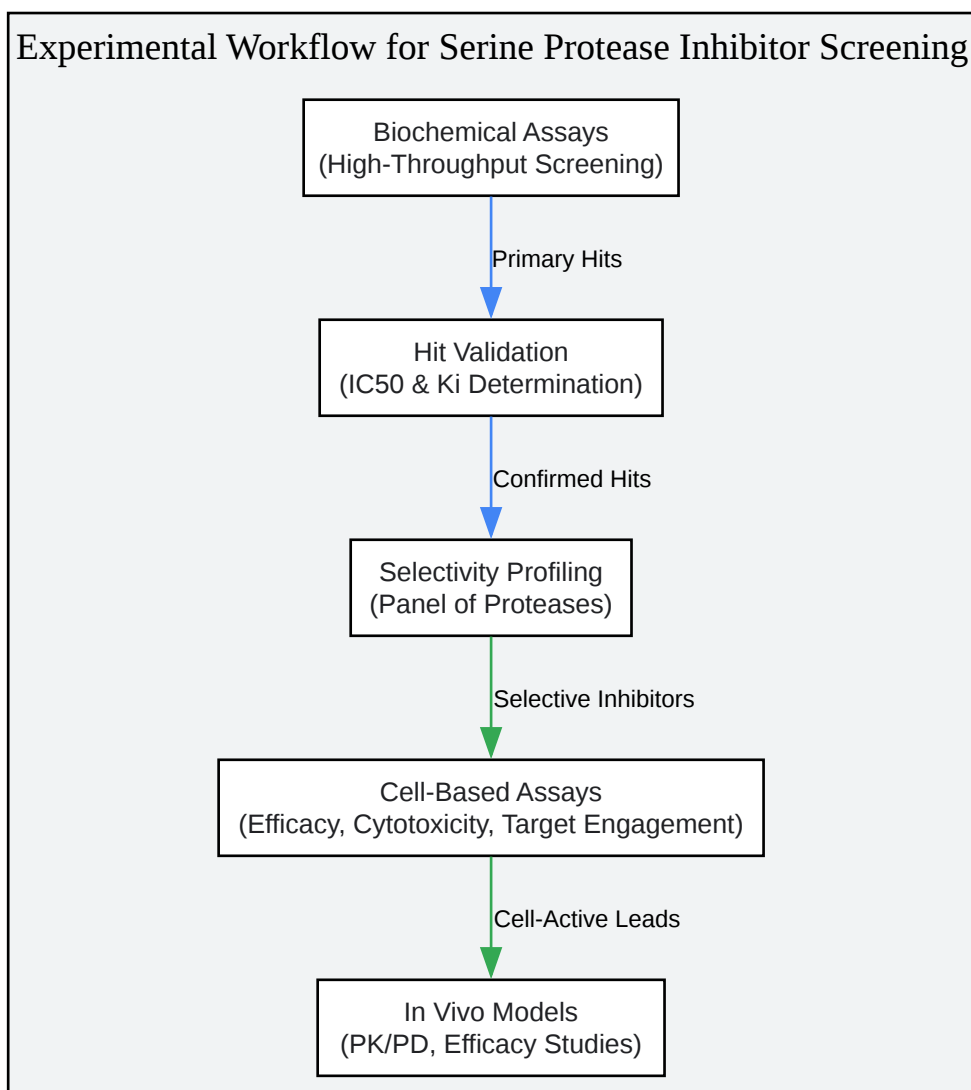 Experimental Workflow for Serine Protease Inhibitor Screening
Biochemical Assays
(High-Throughput Screening)
Primary Hits
Hit Validation
(IC50 & Ki Determination)
Confirmed Hits
Selectivity Profiling
(Panel of Proteases)
Selective Inhibitors
Cell-Based Assays
(Efficacy, Cytotoxicity, Target Engagement)
Cell-Active Leads
In Vivo Models
(PK/PD, Efficacy Studies)